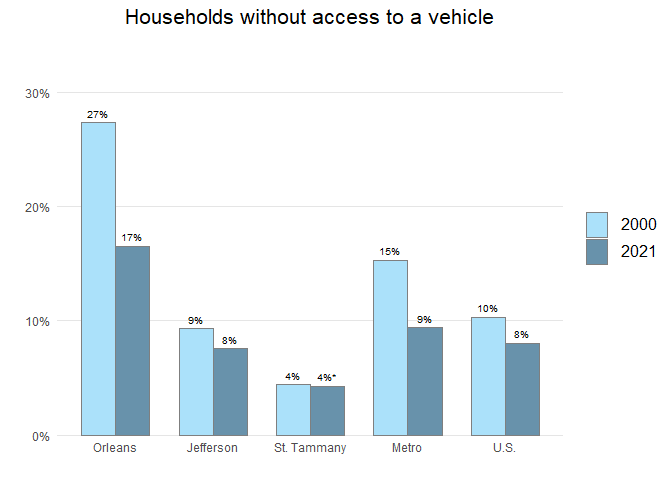 Households without access to a vehicle
30%
20%
10%
0%
27%
17%
9%
8%
4%
4%*
15%
9%
10%
8%
Orleans
Jefferson
St. Tammany
Metro
U.S.
2000
2021